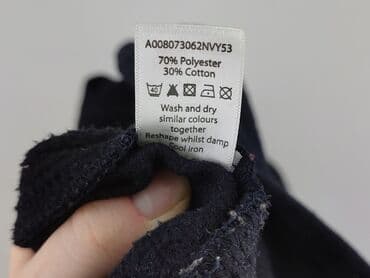 A008073062NVY53
70% Polyester
30% Cotton
Wash and dry
similar colours
together
Reshape whilst damp
Cool iron